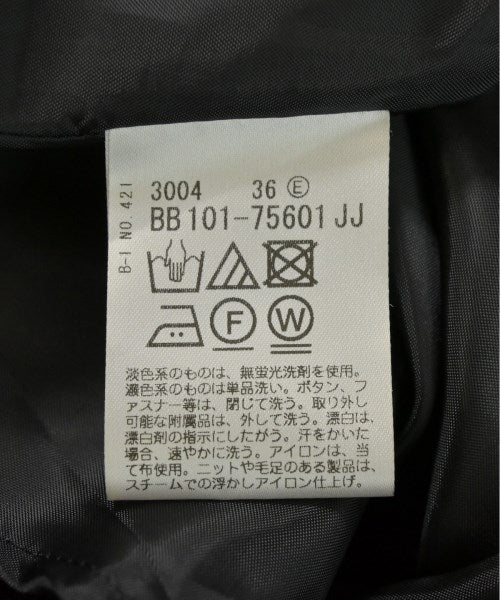 B-I NO.421
3004 36 Ⓔ
BB101-75601 JJ
F W
淡色系のものは、無蛍光洗剤を使用。
濃色系のものは単品洗い。ボタン、フ
ァスナー等は、閉じて洗う。取り外し
可能な附属品は、外して洗う。漂白は、
漂白剤の指示にしたがう。汗をかいた
場合、速やかに洗う。アイロンは、当
て布使用。ニットや毛足のある製品は、
スチームでの浮かしアイロン仕上げ。